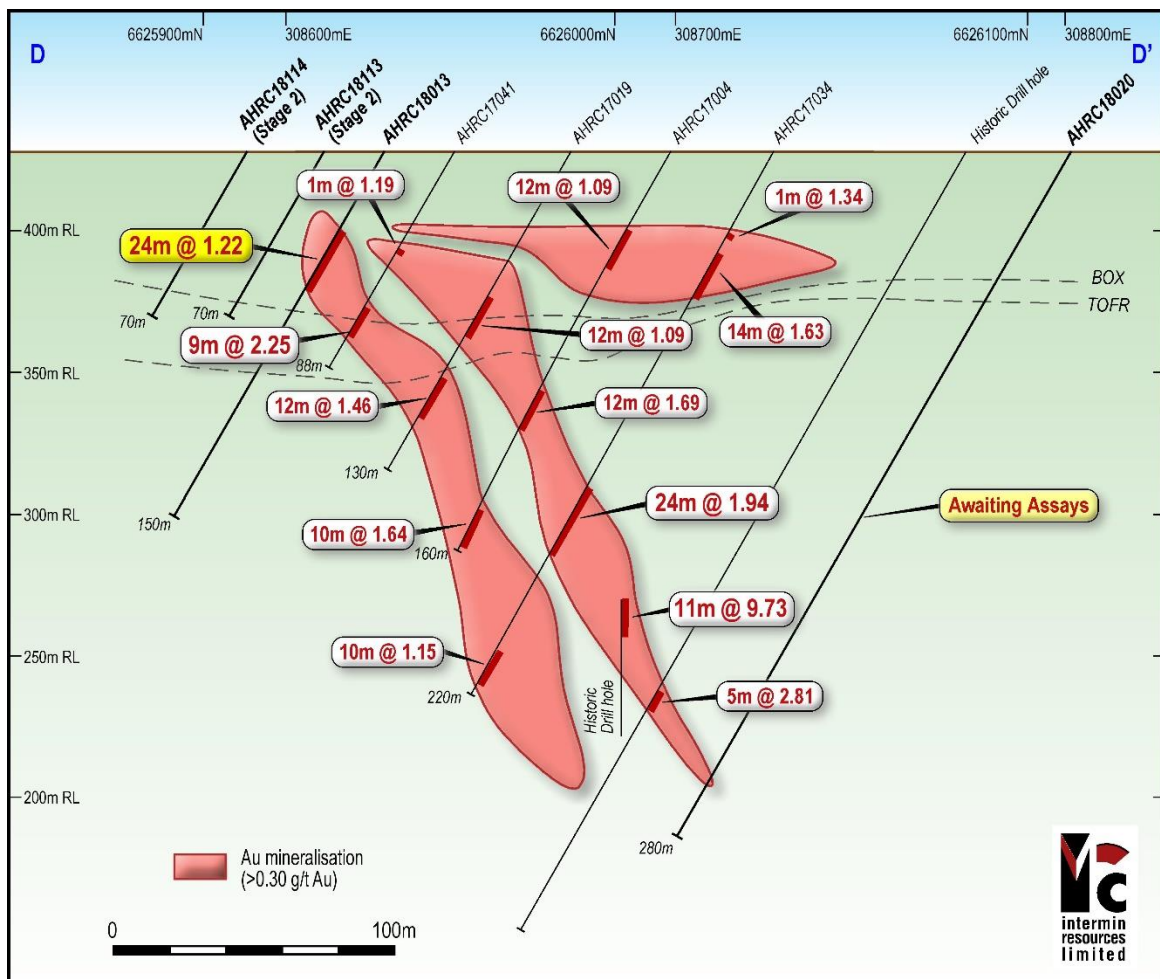 6625900mN
308600mE
6626000mN
308700mE
6626100mN
308800mE
D
D'
AHRC18114
(Stage 2)
AHRC18113
(Stage 2)
AHRC18013
AHRC17041
AHRC17019
AHRC17004
AHRC17034
Historic Drill hole
AHRC18020
1m @ 1.19
12m @ 1.09
1m @ 1.34
400m RL
24m @ 1.22
BOX
TOFR
70m
70m
9m @ 2.25
12m @ 1.09
14m @ 1.63
88m
350m RL
12m @ 1.46
12m @ 1.69
130m
150m
300m RL
10m @ 1.64
160m
24m @ 1.94
Awaiting Assays
11m @ 9.73
250m RL
10m @ 1.15
220m
Historic
Drill hole
5m @ 2.81
200m RL
280m
Au mineralisation
(>0.30 g/t Au)
0
100m
intermin
resources
limited